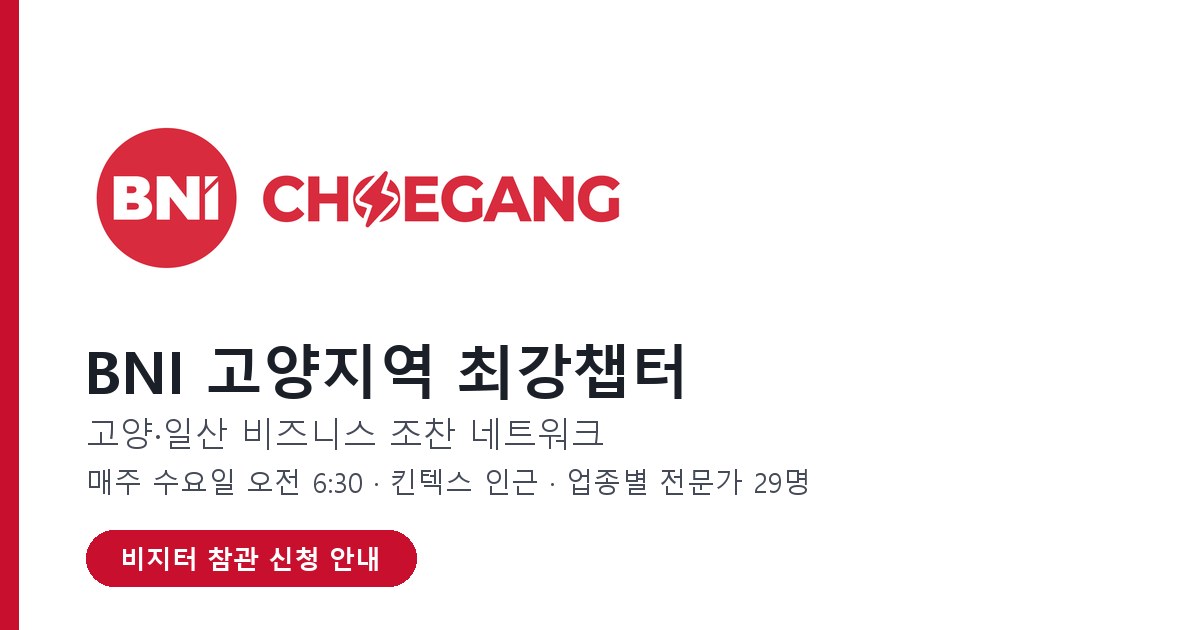 BNI CHOEGANG
BNI 고양지역 최강챕터
고양·일산 비즈니스 조찬 네트워크
매주 수요일 오전 6:30 · 킨텍스 인근 · 업종별 전문가 29명
비지터 참관 신청 안내